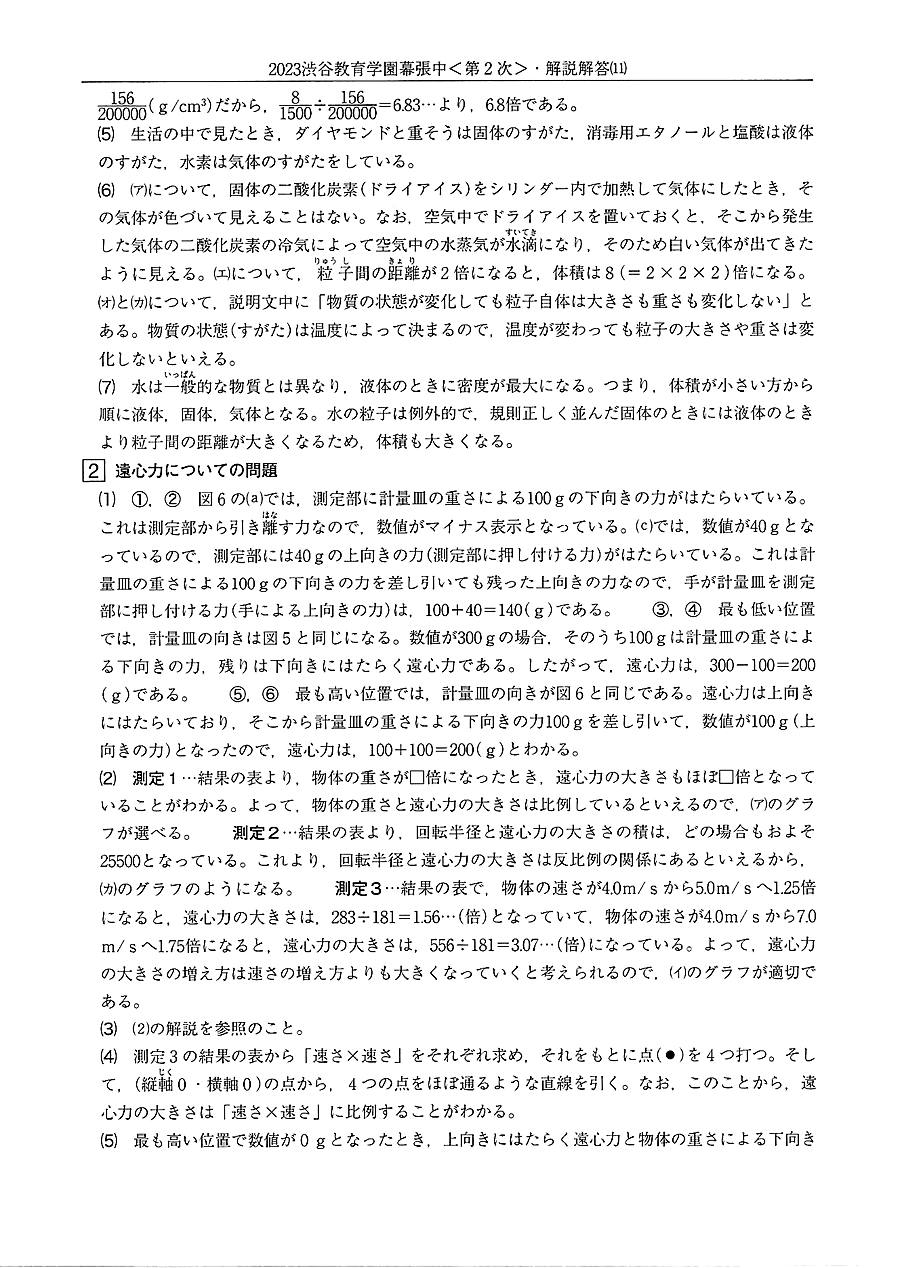 2023渋谷教育学園幕張中<第2次>・解説解答⑾
156/200000(g/cm³)だから，8/1500÷156/200000=6.83…より，6.8倍である。
⑸ 生活の中で見たとき，ダイヤモンドと重そうは固体のすがた，消毒用エタノールと塩酸は液体
のすがた，水素は気体のすがたをしている。
⑹ ㋐について，固体の二酸化炭素(ドライアイス)をシリンダー内で加熱して気体にしたとき，そ
の気体が色づいて見えることはない。なお，空気中でドライアイスを置いておくと，そこから発生
した気体の二酸化炭素の冷気によって空気中の水蒸気が水滴(すいてき)になり，そのため白い気体が出てきた
ように見える。㋓について，粒子(りゅうし)間の距離(きょり)が2倍になると，体積は8(=2×2×2)倍になる。
㋔と㋕について，説明文中に「物質の状態が変化しても粒子自体は大きさも重さも変化しない」と
ある。物質の状態(すがた)は温度によって決まるので，温度が変わっても粒子の大きさや重さは変
化しないといえる。
⑺ 水は一般(いっぱん)的な物質とは異なり，液体のときに密度が最大になる。つまり，体積が小さい方から
順に液体，固体，気体となる。水の粒子は例外的で，規則正しく並んだ固体のときには液体のとき
より粒子間の距離が大きくなるため，体積も大きくなる。
2 遠心力についての問題
⑴ ①，② 図6の⒜では，測定部に計量皿の重さによる100gの下向きの力がはたらいている。
これは測定部から引き離(はな)す力なので，数値がマイナス表示となっている。⒞では，数値が40gとな
っているので，測定部には40gの上向きの力(測定部に押し付ける力)がはたらいている。これは計
量皿の重さによる100gの下向きの力を差し引いても残った上向きの力なので，手が計量皿を測定
部に押し付ける力(手による上向きの力)は，100+40=140(g)である。 ③，④ 最も低い位置
では，計量皿の向きは図5と同じになる。数値が300gの場合，そのうち100gは計量皿の重さによ
る下向きの力，残りは下向きにはたらく遠心力である。したがって，遠心力は，300-100=200
(g)である。 ⑤，⑥ 最も高い位置では，計量皿の向きが図6と同じである。遠心力は上向き
にはたらいており，そこから計量皿の重さによる下向きの力100gを差し引いて，数値が100g(上
向きの力)となったので，遠心力は，100+100=200(g)とわかる。
⑵ 測定1…結果の表より，物体の重さが□倍になったとき，遠心力の大きさもほぼ□倍となって
いることがわかる。よって，物体の重さと遠心力の大きさは比例しているといえるので，㋐のグラ
フが選べる。 測定2…結果の表より，回転半径と遠心力の大きさの積は，どの場合もおよそ
25500となっている。これより，回転半径と遠心力の大きさは反比例の関係にあるといえるから，
㋕のグラフのようになる。 測定3…結果の表で，物体の速さが4.0m/sから5.0m/sへ1.25倍
になると，遠心力の大きさは，283÷181=1.56…(倍)となっていて，物体の速さが4.0m/sから7.0
m/sへ1.75倍になると，遠心力の大きさは，556÷181=3.07…(倍)になっている。よって，遠心力
の大きさの増え方は速さの増え方よりも大きくなっていくと考えられるので，㋑のグラフが適切で
ある。
⑶ ⑵の解説を参照のこと。
⑷ 測定3の結果の表から「速さ×速さ」をそれぞれ求め，それをもとに点(●)を4つ打つ。そし
て，(縦軸(じく)0・横軸0)の点から，4つの点をほぼ通るような直線を引く。なお，このことから，遠
心力の大きさは「速さ×速さ」に比例することがわかる。
⑸ 最も高い位置で数値が0gとなったとき，上向きにはたらく遠心力と物体の重さによる下向き